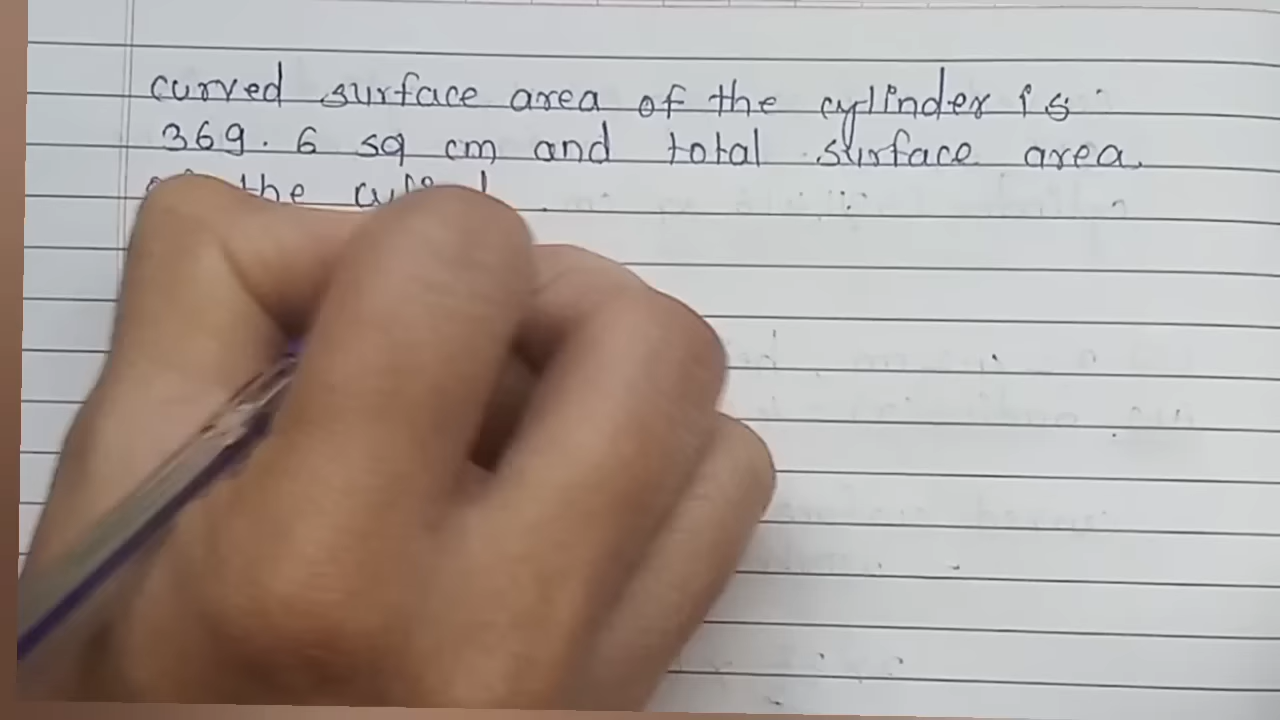 curved surface area of the cylinder is
369.6 sq cm and total surface area.
the